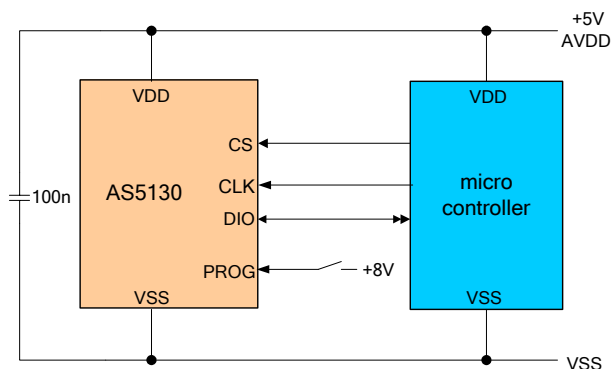 +5V
AVDD
VDD
VDD
CS
CLK
DIO
PROG
+8V
100n
AS5130
micro
controller
VSS
VSS
VSS